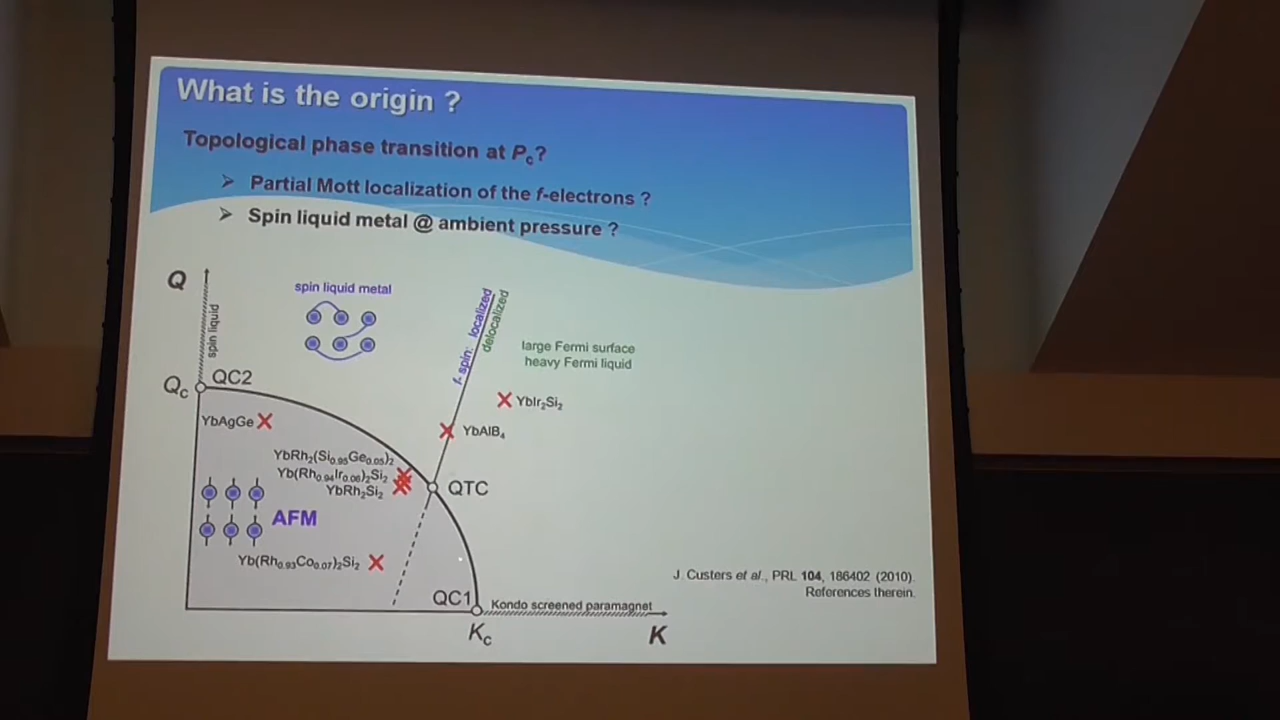 What is the origin ?
Topological phase transition at Pc?
➢ Partial Mott localization of the f-electrons ?
➢ Spin liquid metal @ ambient pressure ?
Q
spin liquid
spin liquid metal
f- spin: localized
delocalized
large Fermi surface
heavy Fermi liquid
Qc
QC2
YbIr2Si2
YbAgGe
YbAlB4
YbRh2(Si0.95Ge0.05)2
Yb(Rh0.94Ir0.06)2Si2
YbRh2Si2
QTC
AFM
Yb(Rh0.93Co0.07)2Si2
J. Custers et al., PRL 104, 186402 (2010).
References therein.
QC1
Kondo screened paramagnet
Kc
K